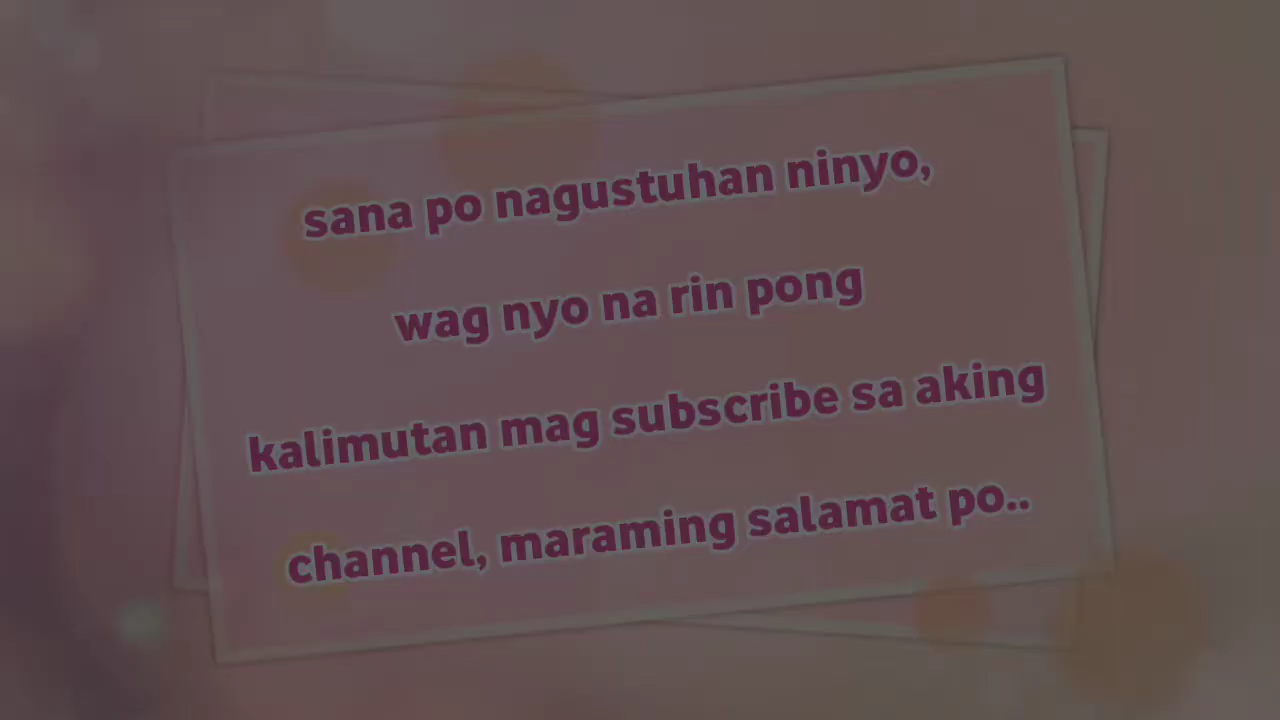 sana po nagustuhan ninyo,
wag nyo na rin pong
kalimutan mag subscribe sa aking
channel, maraming salamat po..